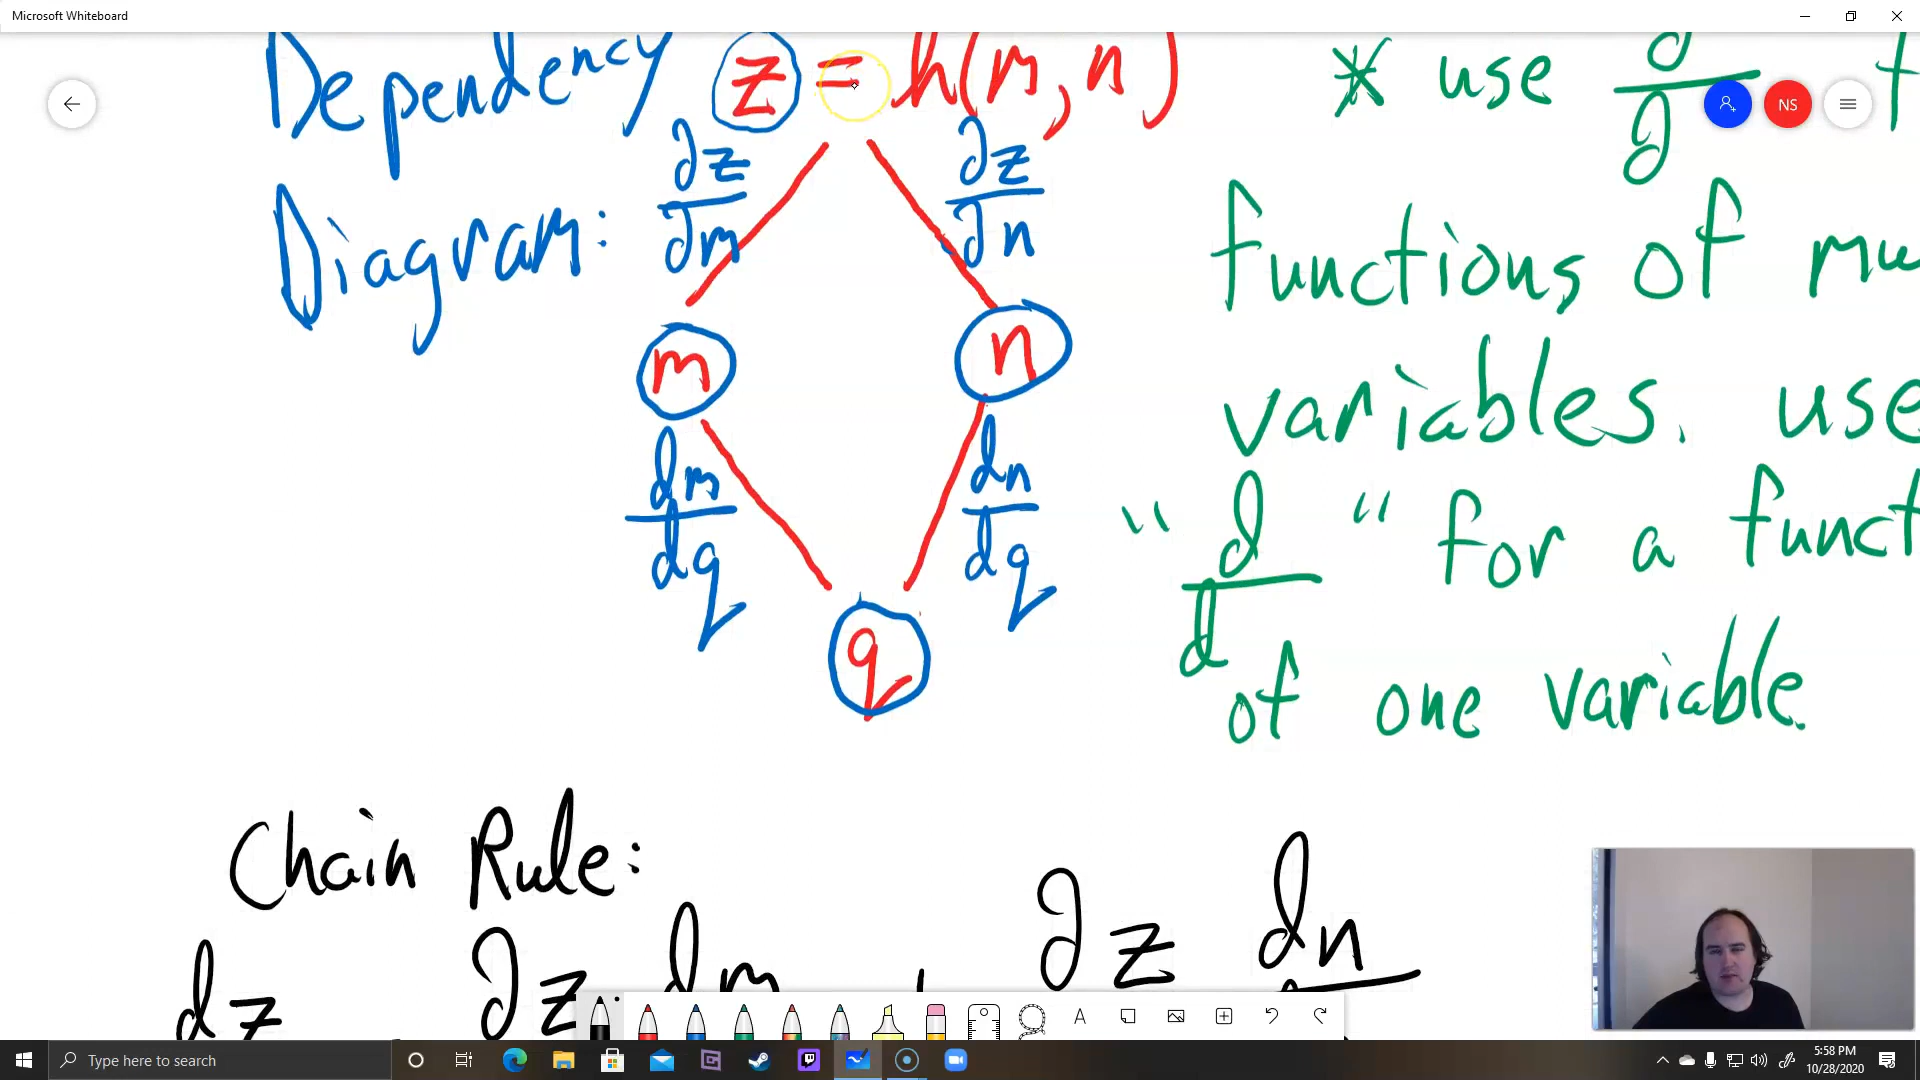 Microsoft Whiteboard
Dependency z = h(m, n)
Diagram:
∂z/∂m ∂z/∂n
m n
dm/dq dn/dq
q
* use ∂/∂
functions of mu
variables. use
"d/d" for a funct
of one variable.
Chain Rule:
dz ∂z dm ∂z dn
NS
A
Type here to search
5:58 PM
10/28/2020